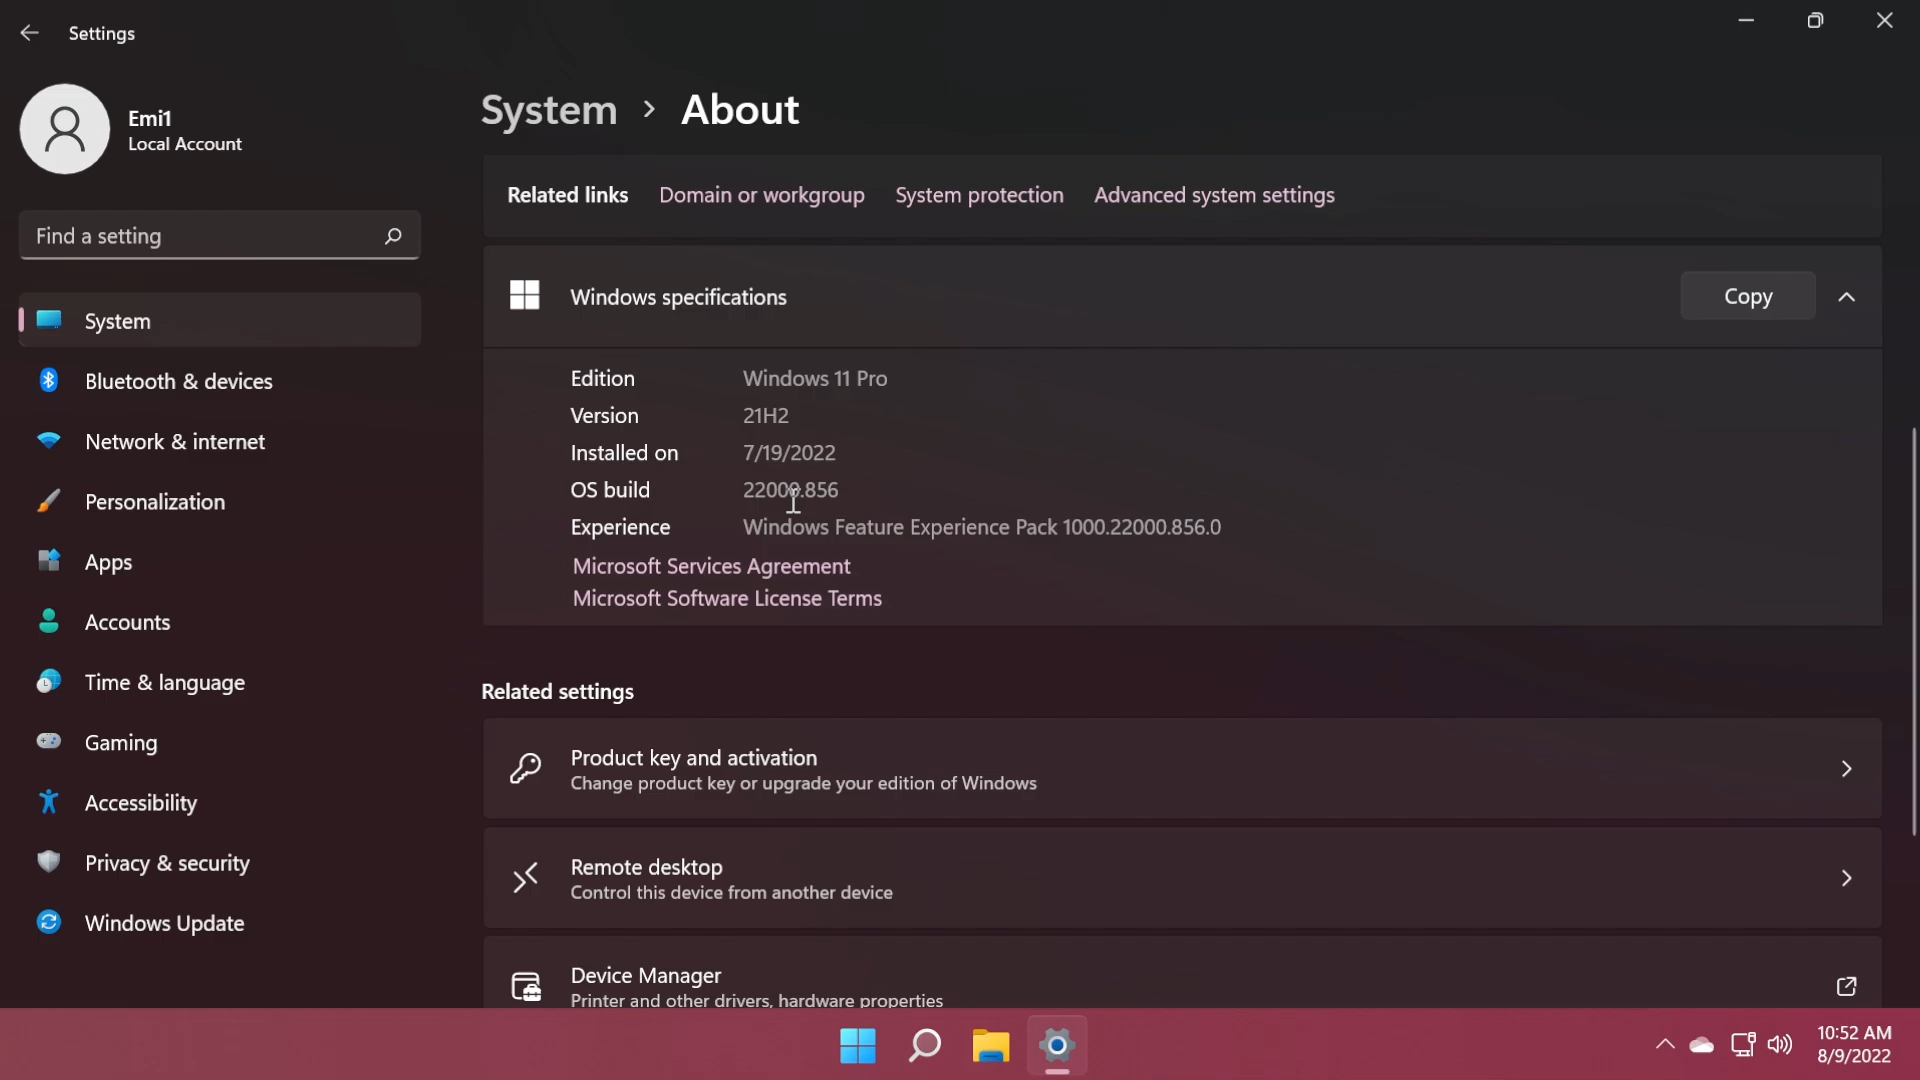 Settings
Emi1
Local Account
Find a setting
System
Bluetooth & devices
Network & internet
Personalization
Apps
Accounts
Time & language
Gaming
Accessibility
Privacy & security
Windows Update
System › About
Related links Domain or workgroup System protection Advanced system settings
Windows specifications Copy
Edition Windows 11 Pro
Version 21H2
Installed on 7/19/2022
OS build 22000.856
Experience Windows Feature Experience Pack 1000.22000.856.0
Microsoft Services Agreement
Microsoft Software License Terms
Related settings
Product key and activation
Change product key or upgrade your edition of Windows
Remote desktop
Control this device from another device
Device Manager
Printer and other drivers, hardware properties
10:52 AM
8/9/2022